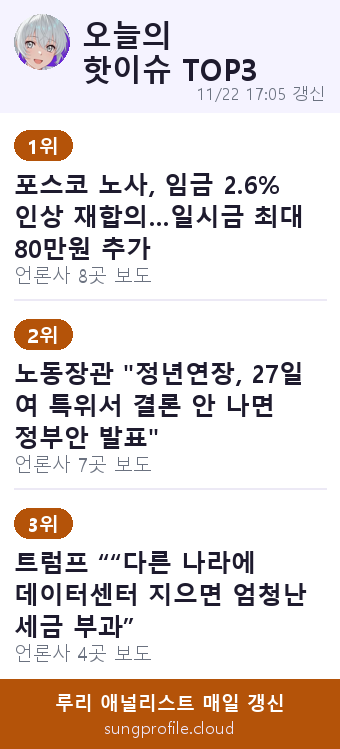 오늘의
핫이슈 TOP3
11/22 17:05 갱신
1위
포스코 노사, 임금 2.6%
인상 재합의…일시금 최대
80만원 추가
언론사 8곳 보도
2위
노동장관 "정년연장, 27일
여 특위서 결론 안 나면
정부안 발표"
언론사 7곳 보도
3위
트럼프 ““다른 나라에
데이터센터 지으면 엄청난
세금 부과”
언론사 4곳 보도
루리 애널리스트 매일 갱신
sungprofile.cloud